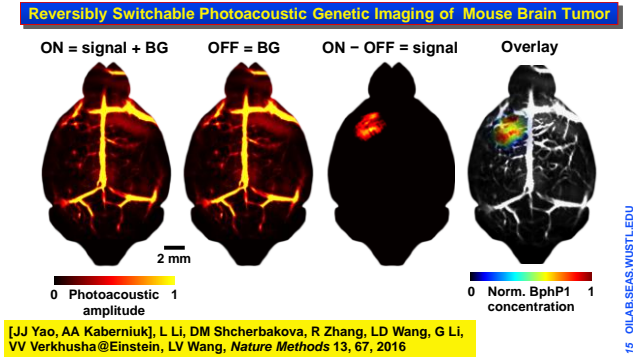 Reversibly Switchable Photoacoustic Genetic Imaging of Mouse Brain Tumor
ON = signal + BG
OFF = BG
ON − OFF = signal
Overlay
2 mm
0 Photoacoustic 1
amplitude
0 Norm. BphP1 1
concentration
[JJ Yao, AA Kaberniuk], L Li, DM Shcherbakova, R Zhang, LD Wang, G Li,
VV Verkhusha@Einstein, LV Wang, Nature Methods 13, 67, 2016
15 OILAB.SEAS.WUSTL.EDU